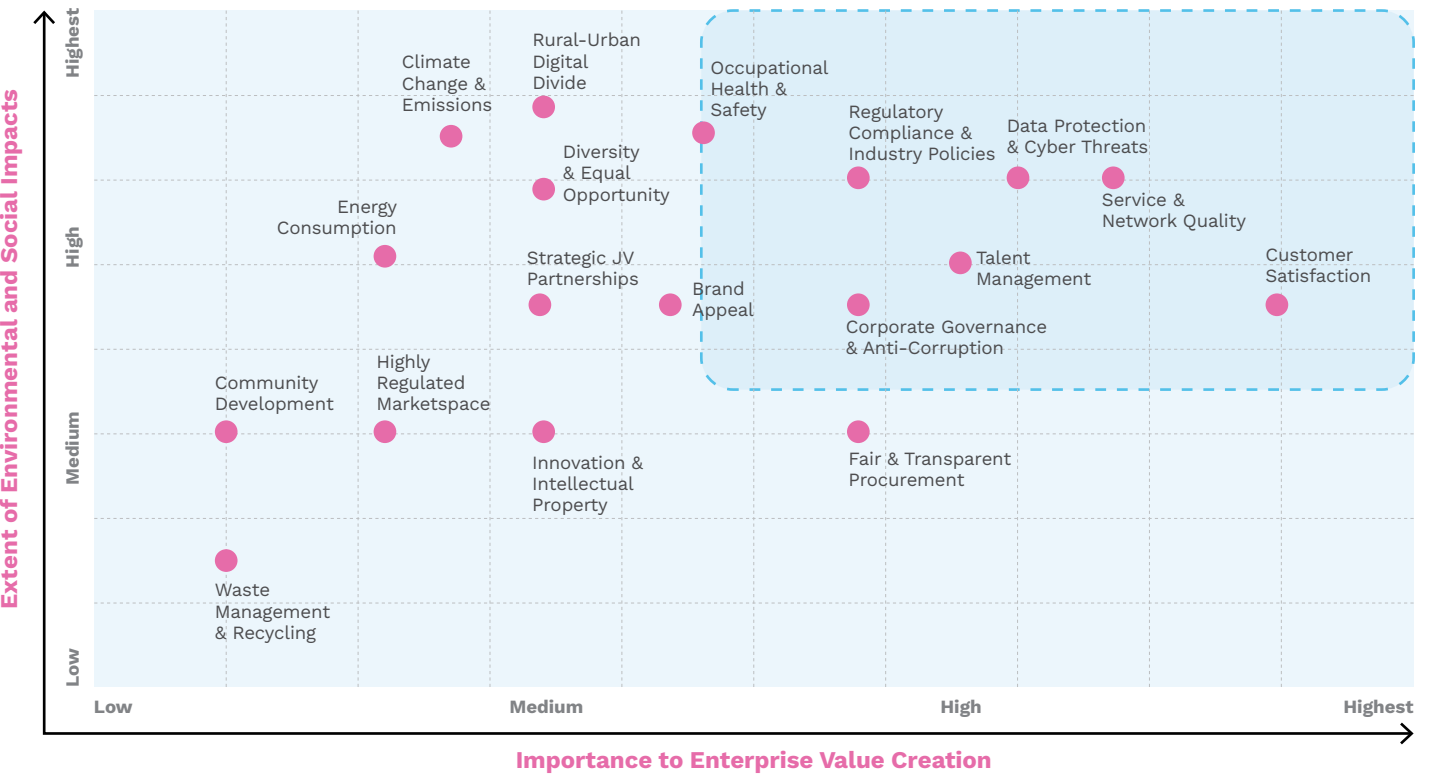 Extent of Environmental and Social Impacts
Highest
High
Medium
Low
Climate
Change &
Emissions
Rural-Urban
Digital
Divide
Occupational
Health &
Safety
Regulatory
Compliance &
Industry Policies
Data Protection
& Cyber Threats
Diversity
& Equal
Opportunity
Service &
Network Quality
Energy
Consumption
Strategic JV
Partnerships
Brand
Appeal
Talent
Management
Customer
Satisfaction
Corporate Governance
& Anti-Corruption
Community
Development
Highly
Regulated
Marketspace
Innovation &
Intellectual
Property
Fair & Transparent
Procurement
Waste
Management
& Recycling
Low
Medium
High
Highest
Importance to Enterprise Value Creation